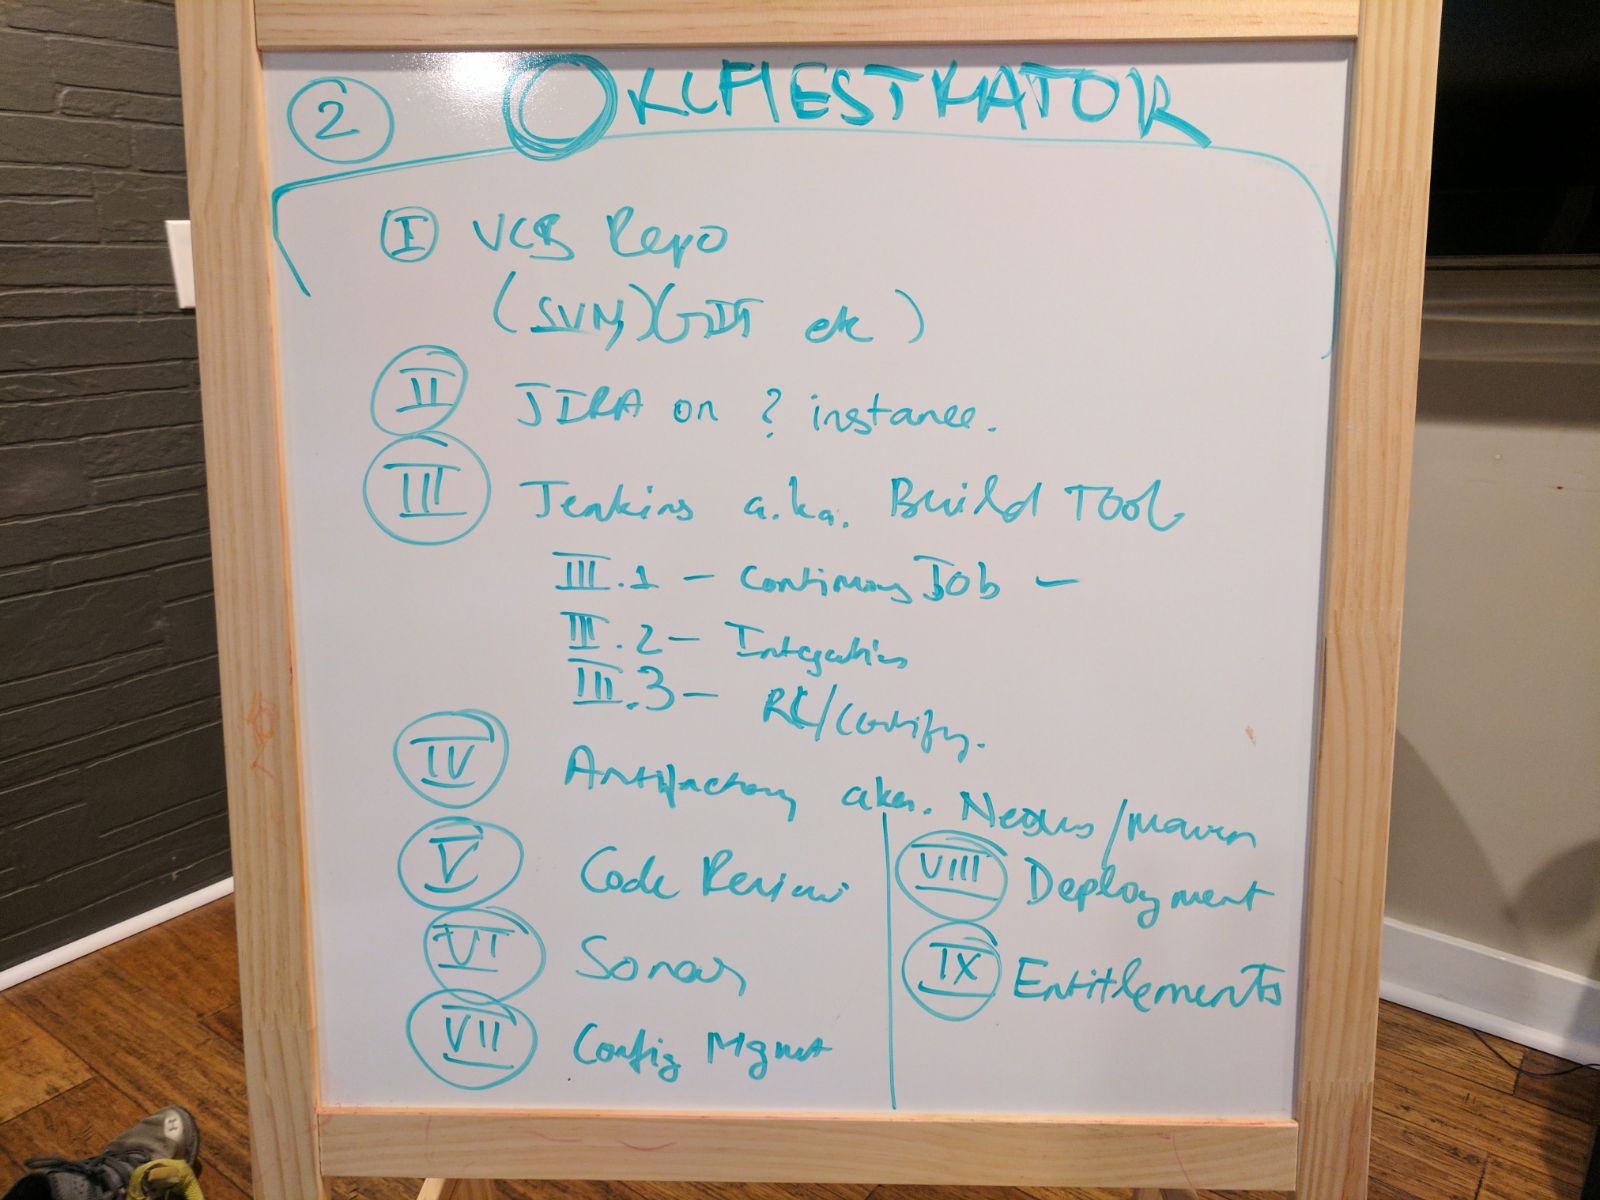 2 ORCHESTRATOR
I VCS Repo
(SVN)(GIT etc)
II JIRA on ? instance.
III Jenkins a.k.a. Build Tool
III.1 - Continuous Job -
III.2 - Integration
III.3 - RC/Certify.
IV Artifactory aka. Nexus/Maven
V Code Review
VI Sonar
VII Config Mgmt
VIII Deployment
IX Entitlements